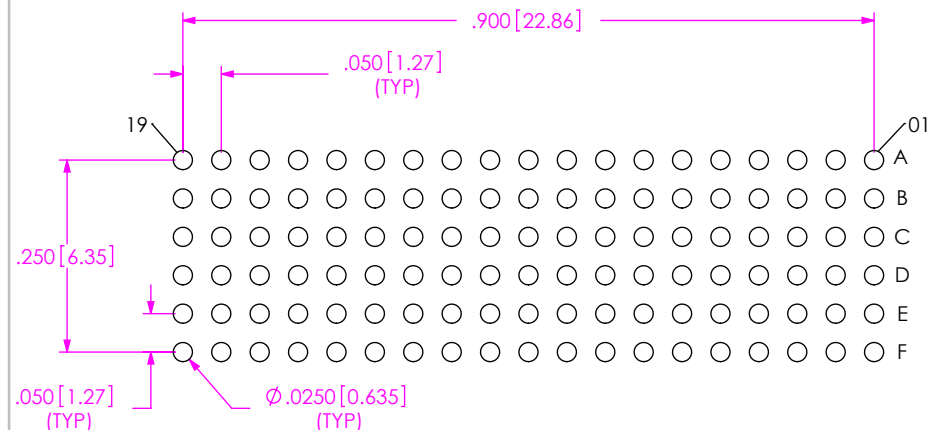 .900 [22.86]
.050 [1.27]
(TYP)
19
01
A
B
C
D
E
F
.250 [6.35]
.050 [1.27]
(TYP)
Ø .0250 [0.635]
(TYP)